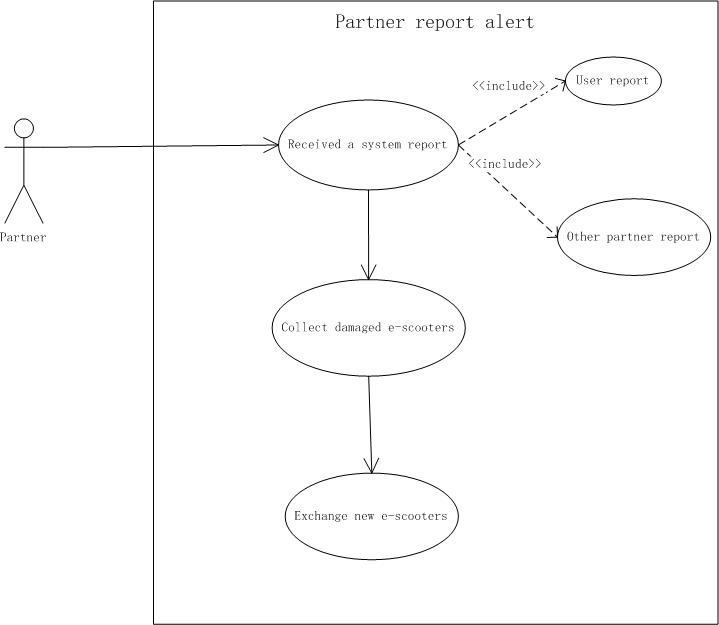 Partner report alert
User report
<<include>>
Received a system report
<<include>>
Partner
Other partner report
Collect damaged e-scooters
Exchange new e-scooters